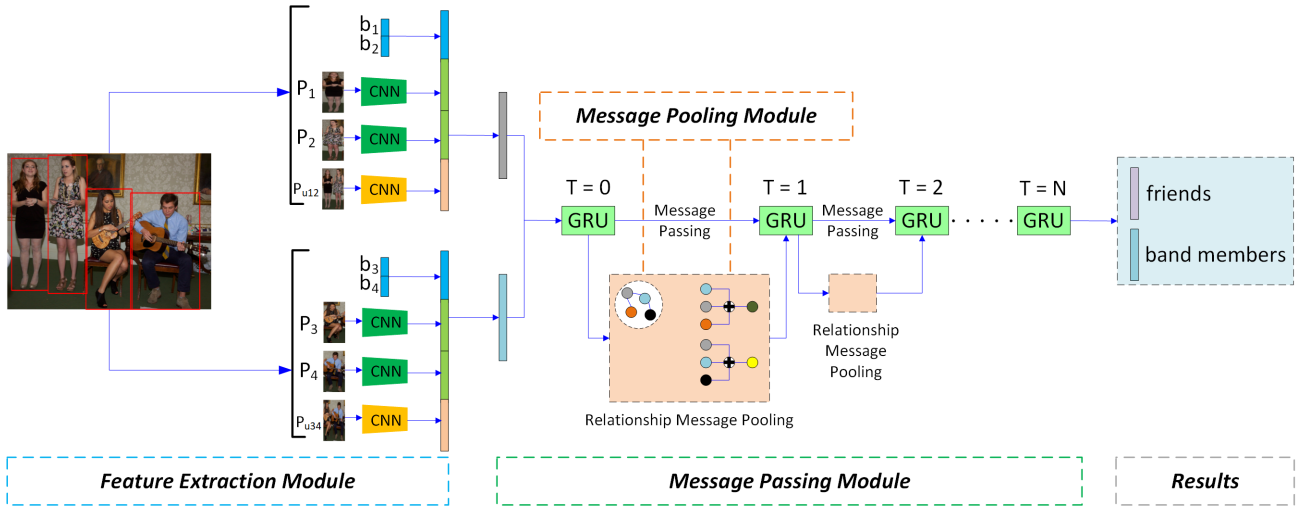 b1
b2
P1
CNN
P2
CNN
Pu12
CNN
b3
b4
P3
CNN
P4
CNN
Pu34
CNN
Message Pooling Module
T = 0
T = 1
T = 2
T = N
GRU
Message
Passing
GRU
Message
Passing
GRU
· · · · ·
GRU
Relationship Message Pooling
Relationship
Message
Pooling
friends
band members
Feature Extraction Module
Message Passing Module
Results